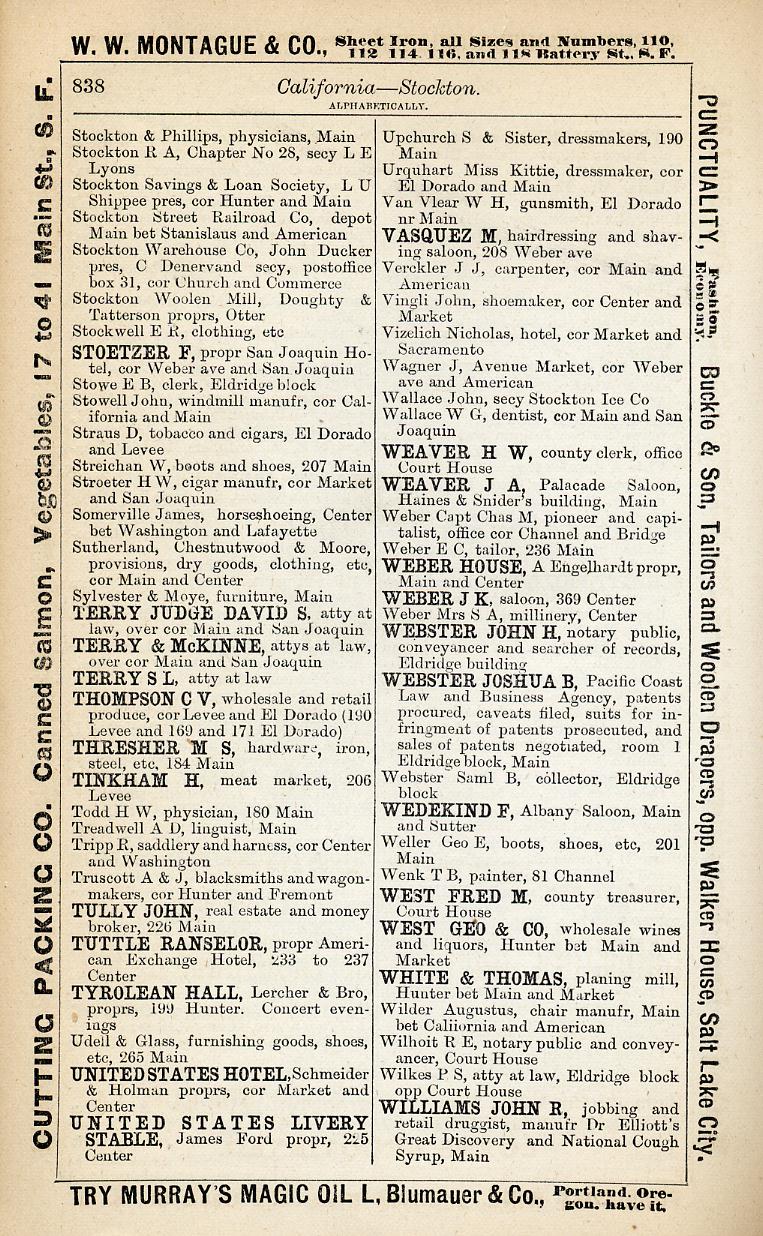 W. W. MONTAGUE & CO., Sheet Iron, all Sizes and Numbers, 110,
112 114 116, and 118 Battery St., S. F.
838
California—Stockton.
ALPHABETICALLY.
Stockton & Phillips, physicians, Main
Stockton R A, Chapter No 28, secy L E
Lyons
Stockton Savings & Loan Society, L U
Shippee pres, cor Hunter and Main
Stockton Street Railroad Co, depot
Main bet Stanislaus and American
Stockton Warehouse Co, John Ducker
pres, C Denervand secy, postoffice
box 31, cor Church and Commerce
Stockton Woolen Mill, Doughty &
Tatterson proprs, Otter
Stockwell E R, clothing, etc
STOETZER F, propr San Joaquin Ho-
tel, cor Weber ave and San Joaquin
Stowe E B, clerk, Eldridge block
Stowell John, windmill manufr, cor Cal-
ifornia and Main
Straus D, tobacco and cigars, El Dorado
and Levee
Streichan W, boots and shoes, 207 Main
Stroeter H W, cigar manufr, cor Market
and San Joaquin
Somerville James, horseshoeing, Center
bet Washington and Lafayette
Sutherland, Chestnutwood & Moore,
provisions, dry goods, clothing, etc,
cor Main and Center
Sylvester & Moye, furniture, Main
TERRY JUDGE DAVID S, atty at
law, over cor Main and San Joaquin
TERRY & McKINNE, attys at law,
over cor Main and San Joaquin
TERRY S L, atty at law
THOMPSON C V, wholesale and retail
produce, cor Levee and El Dorado (190
Levee and 169 and 171 El Dorado)
THRESHER M S, hardware, iron,
steel, etc, 184 Main
TINKHAM H, meat market, 206
Levee
Todd H W, physician, 180 Main
Treadwell A D, linguist, Main
Tripp R, saddlery and harness, cor Center
and Washington
Truscott A & J, blacksmiths and wagon-
makers, cor Hunter and Fremont
TULLY JOHN, real estate and money
broker, 226 Main
TUTTLE RANSELOR, propr Ameri-
can Exchange Hotel, 233 to 237
Center
TYROLEAN HALL, Lercher & Bro,
proprs, 199 Hunter. Concert even-
ings
Udell & Glass, furnishing goods, shoes,
etc, 265 Main
UNITED STATES HOTEL, Schmeider
& Holman proprs, cor Market and
Center
UNITED STATES LIVERY
STABLE, James Ford propr, 225
Center
Upchurch S & Sister, dressmakers, 190
Main
Urquhart Miss Kittie, dressmaker, cor
El Dorado and Main
Van Vlear W H, gunsmith, El Dorado
nr Main
VASQUEZ M, hairdressing and shav-
ing saloon, 208 Weber ave
Verckler J J, carpenter, cor Main and
American
Vingli John, shoemaker, cor Center and
Market
Vizelich Nicholas, hotel, cor Market and
Sacramento
Wagner J, Avenue Market, cor Weber
ave and American
Wallace John, secy Stockton Ice Co
Wallace W G, dentist, cor Main and San
Joaquin
WEAVER H W, county clerk, office
Court House
WEAVER J A, Palacade Saloon,
Haines & Snider's building, Main
Weber Capt Chas M, pioneer and capi-
talist, office cor Channel and Bridge
Weber E C, tailor, 236 Main
WEBER HOUSE, A Engelhardt propr,
Main and Center
WEBER J K, saloon, 369 Center
Weber Mrs S A, millinery, Center
WEBSTER JOHN H, notary public,
conveyancer and searcher of records,
Eldridge building
WEBSTER JOSHUA B, Pacific Coast
Law and Business Agency, patents
procured, caveats filed, suits for in-
fringment of patents prosecuted, and
sales of patents negotiated, room 1
Eldridge block, Main
Webster Saml B, collector, Eldridge
block
WEDEKIND F, Albany Saloon, Main
and Sutter
Weller Geo E, boots, shoes, etc, 201
Main
Wenk T B, painter, 81 Channel
WEST FRED M, county treasurer,
Court House
WEST GEO & CO, wholesale wines
and liquors, Hunter bet Main and
Market
WHITE & THOMAS, planing mill,
Hunter bet Main and Market
Wilder Augustus, chair manufr, Main
bet California and American
Wilhoit R E, notary public and convey-
ancer, Court House
Wilkes P S, atty at law, Eldridge block
opp Court House
WILLIAMS JOHN R, jobbing and
retail druggist, manufr Dr Elliott's
Great Discovery and National Cough
Syrup, Main
CUTTING PACKING CO. Canned Salmon, Vegetables, 17 to 41 Main St., S. F.
PUNCTUALITY, Fashion, Economy. Buckle & Son, Tailors and Woolen Drapers, opp. Walker House, Salt Lake City.
TRY MURRAY'S MAGIC OIL L, Blumauer & Co., Portland, Ore-
gon, have it.